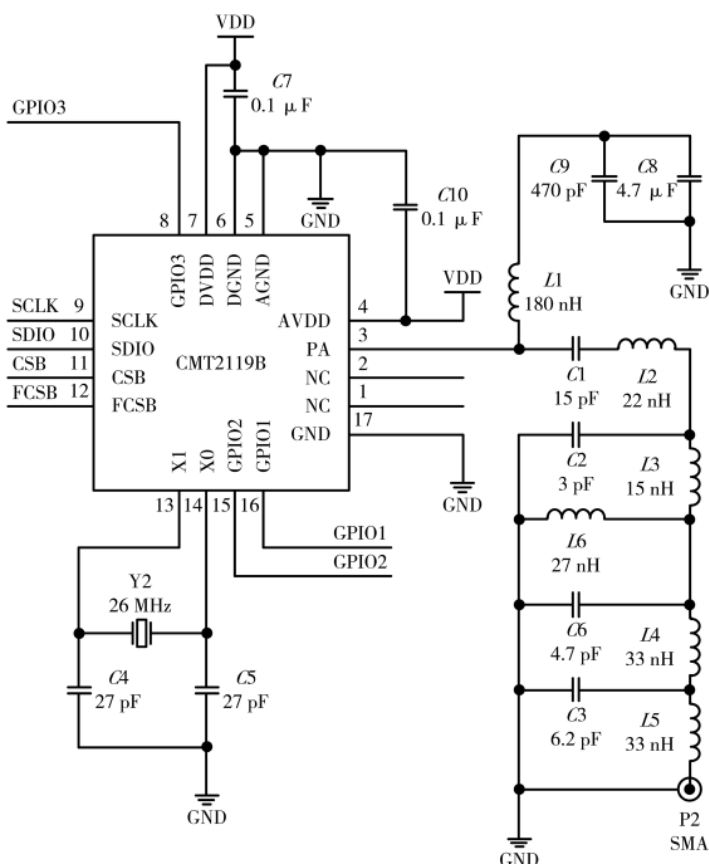 VDD
C7
0.1 μF
GPIO3
C9
470 pF
C8
4.7 μF
C10
0.1 μF
GND
8
7
6
5
GPIO3
DVDD
DGND
AGND
GND
L1
180 nH
VDD
SCLK
9
SCLK
AVDD
4
SDIO
10
SDIO
PA
3
CSB
11
CSB
CMT2119B
NC
2
FCSB
12
FCSB
NC
1
GND
17
C1
15 pF
L2
22 nH
X1
X0
GPIO2
GPIO1
C2
3 pF
L3
15 nH
GND
13
14
15
16
GPIO1
GPIO2
L6
27 nH
Y2
26 MHz
C6
4.7 pF
L4
33 nH
C4
27 pF
C5
27 pF
C3
6.2 pF
L5
33 nH
GND
P2
SMA
GND